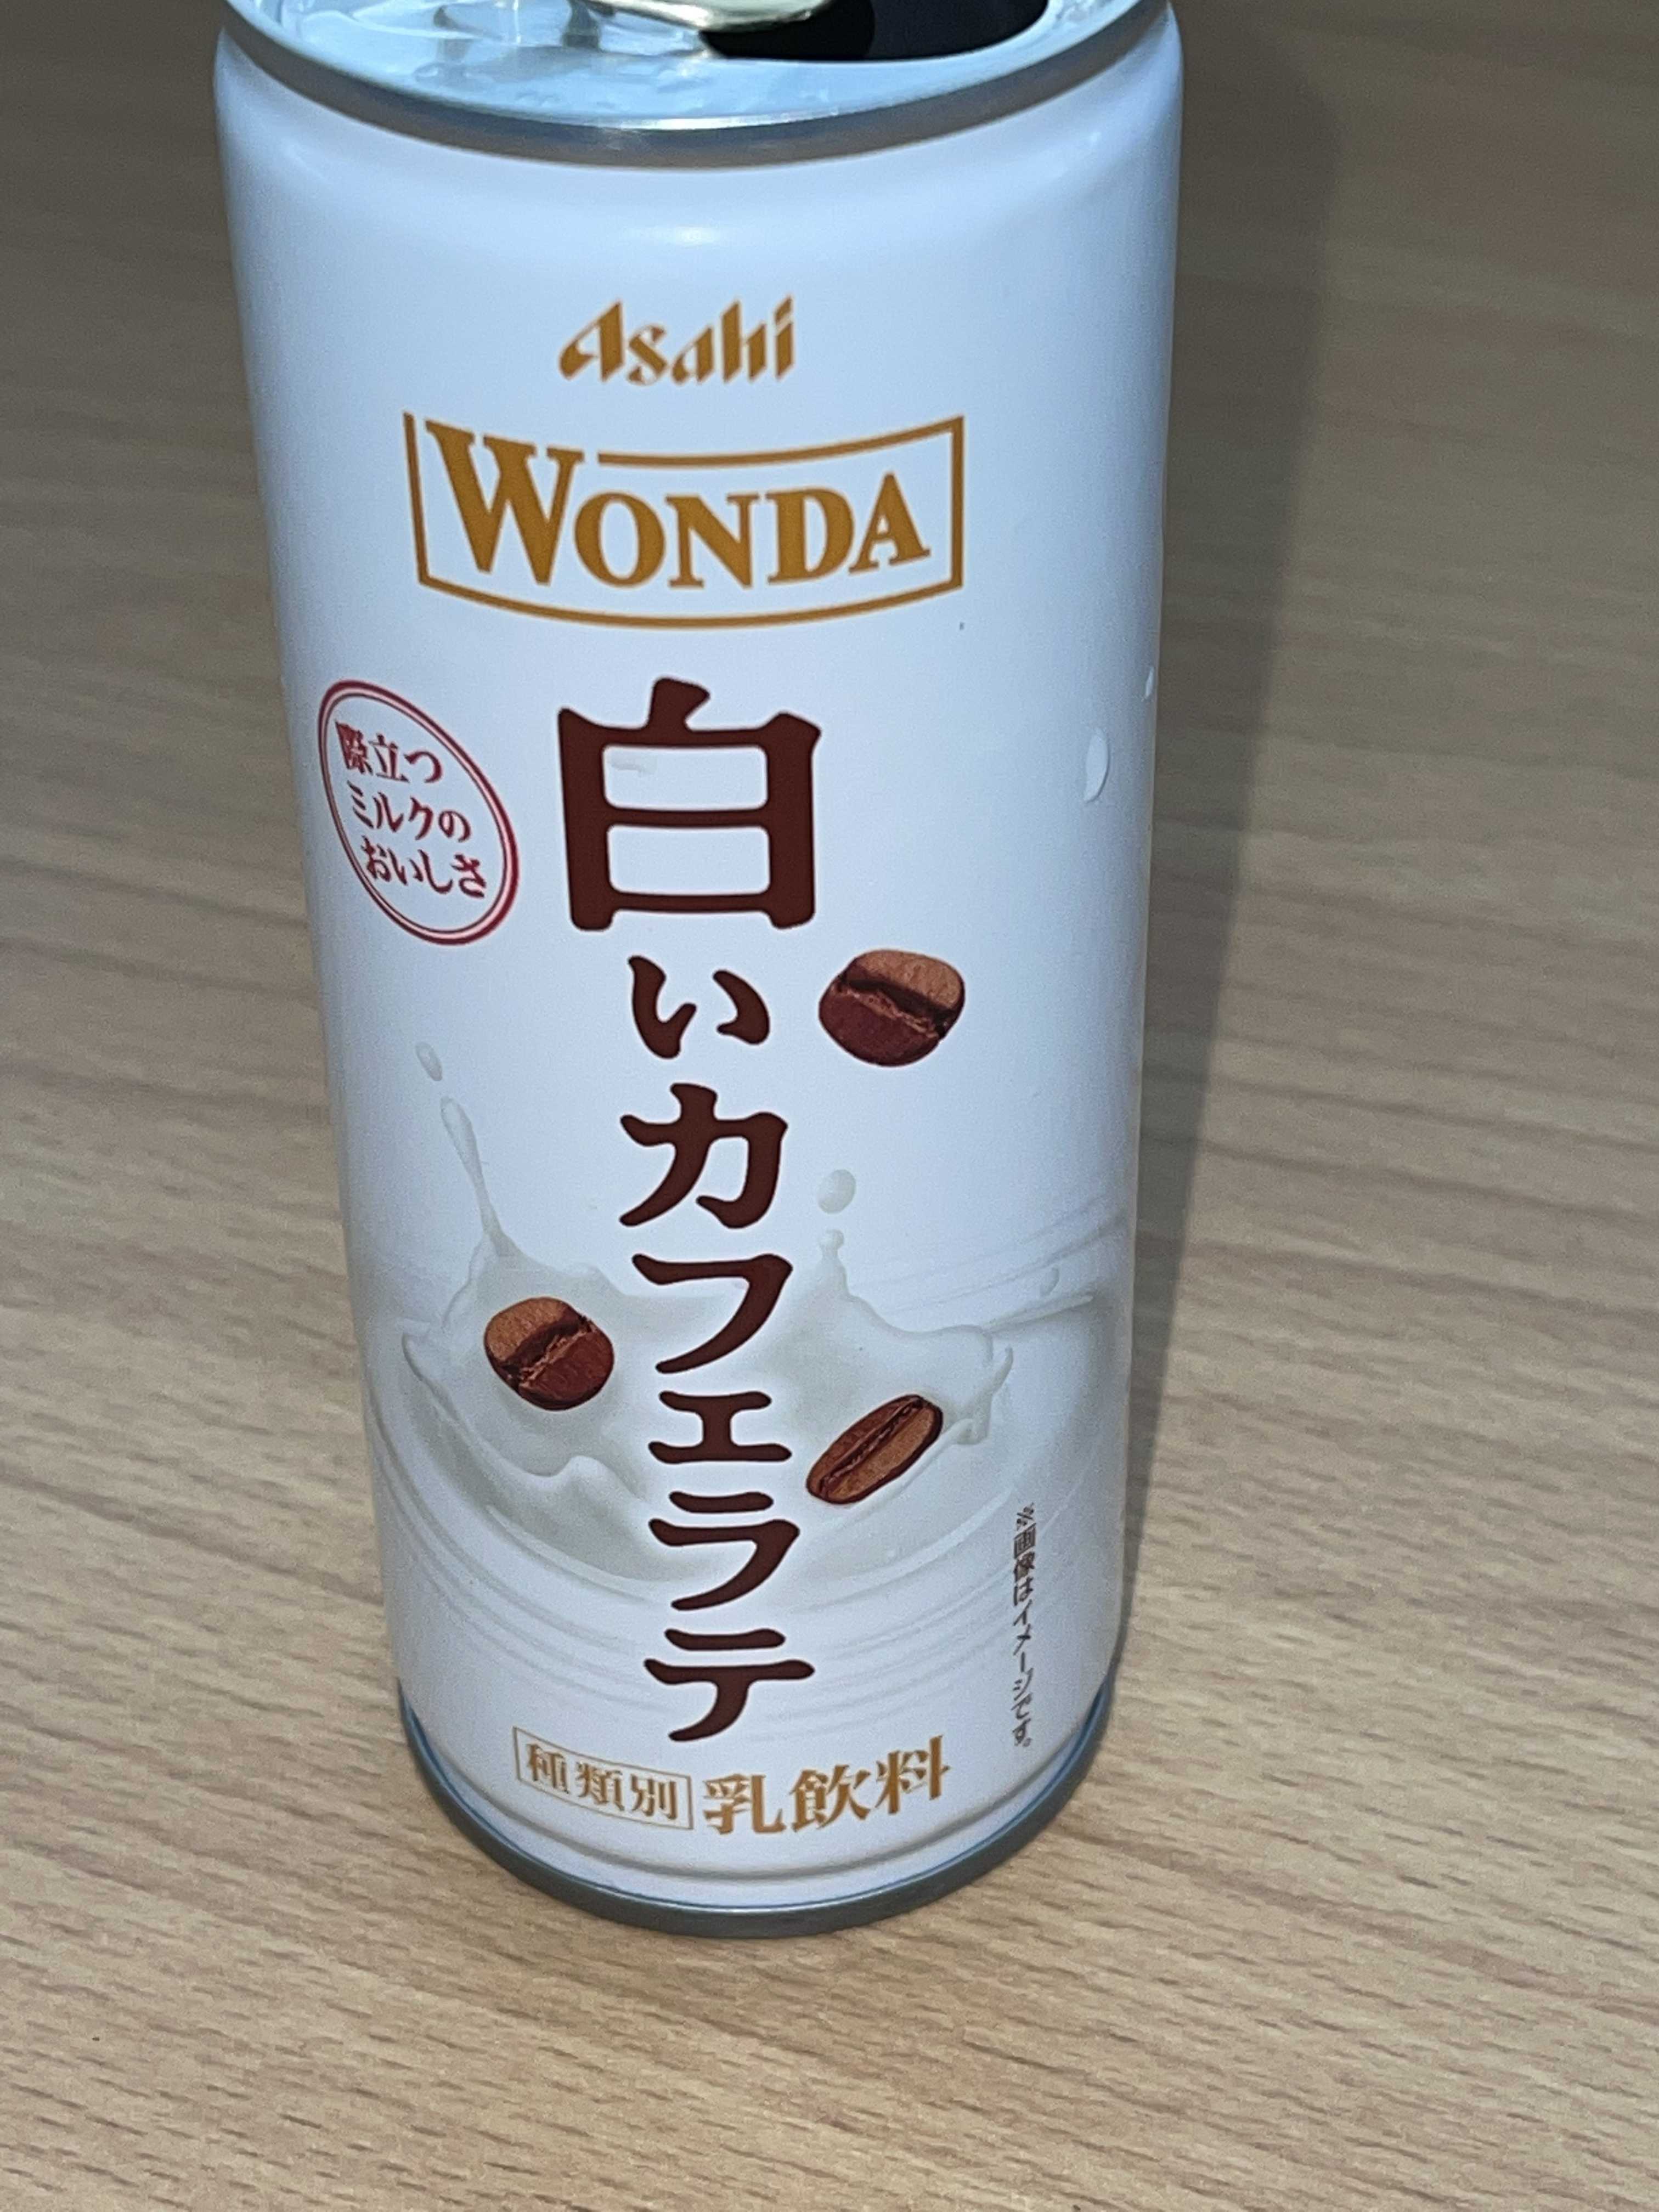 Asahi
WONDA
際立つ
ミルクの
おいしさ
白いカフェラテ
※画像はイメージです。
種類別 乳飲料